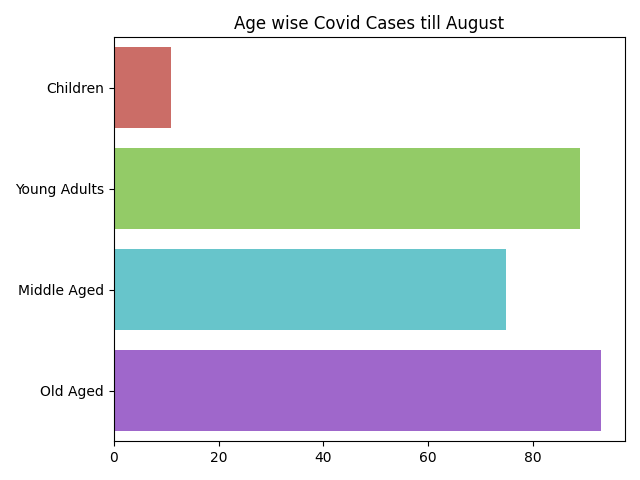 Age wise Covid Cases till August
Children
Young Adults
Middle Aged
Old Aged
0 20 40 60 80